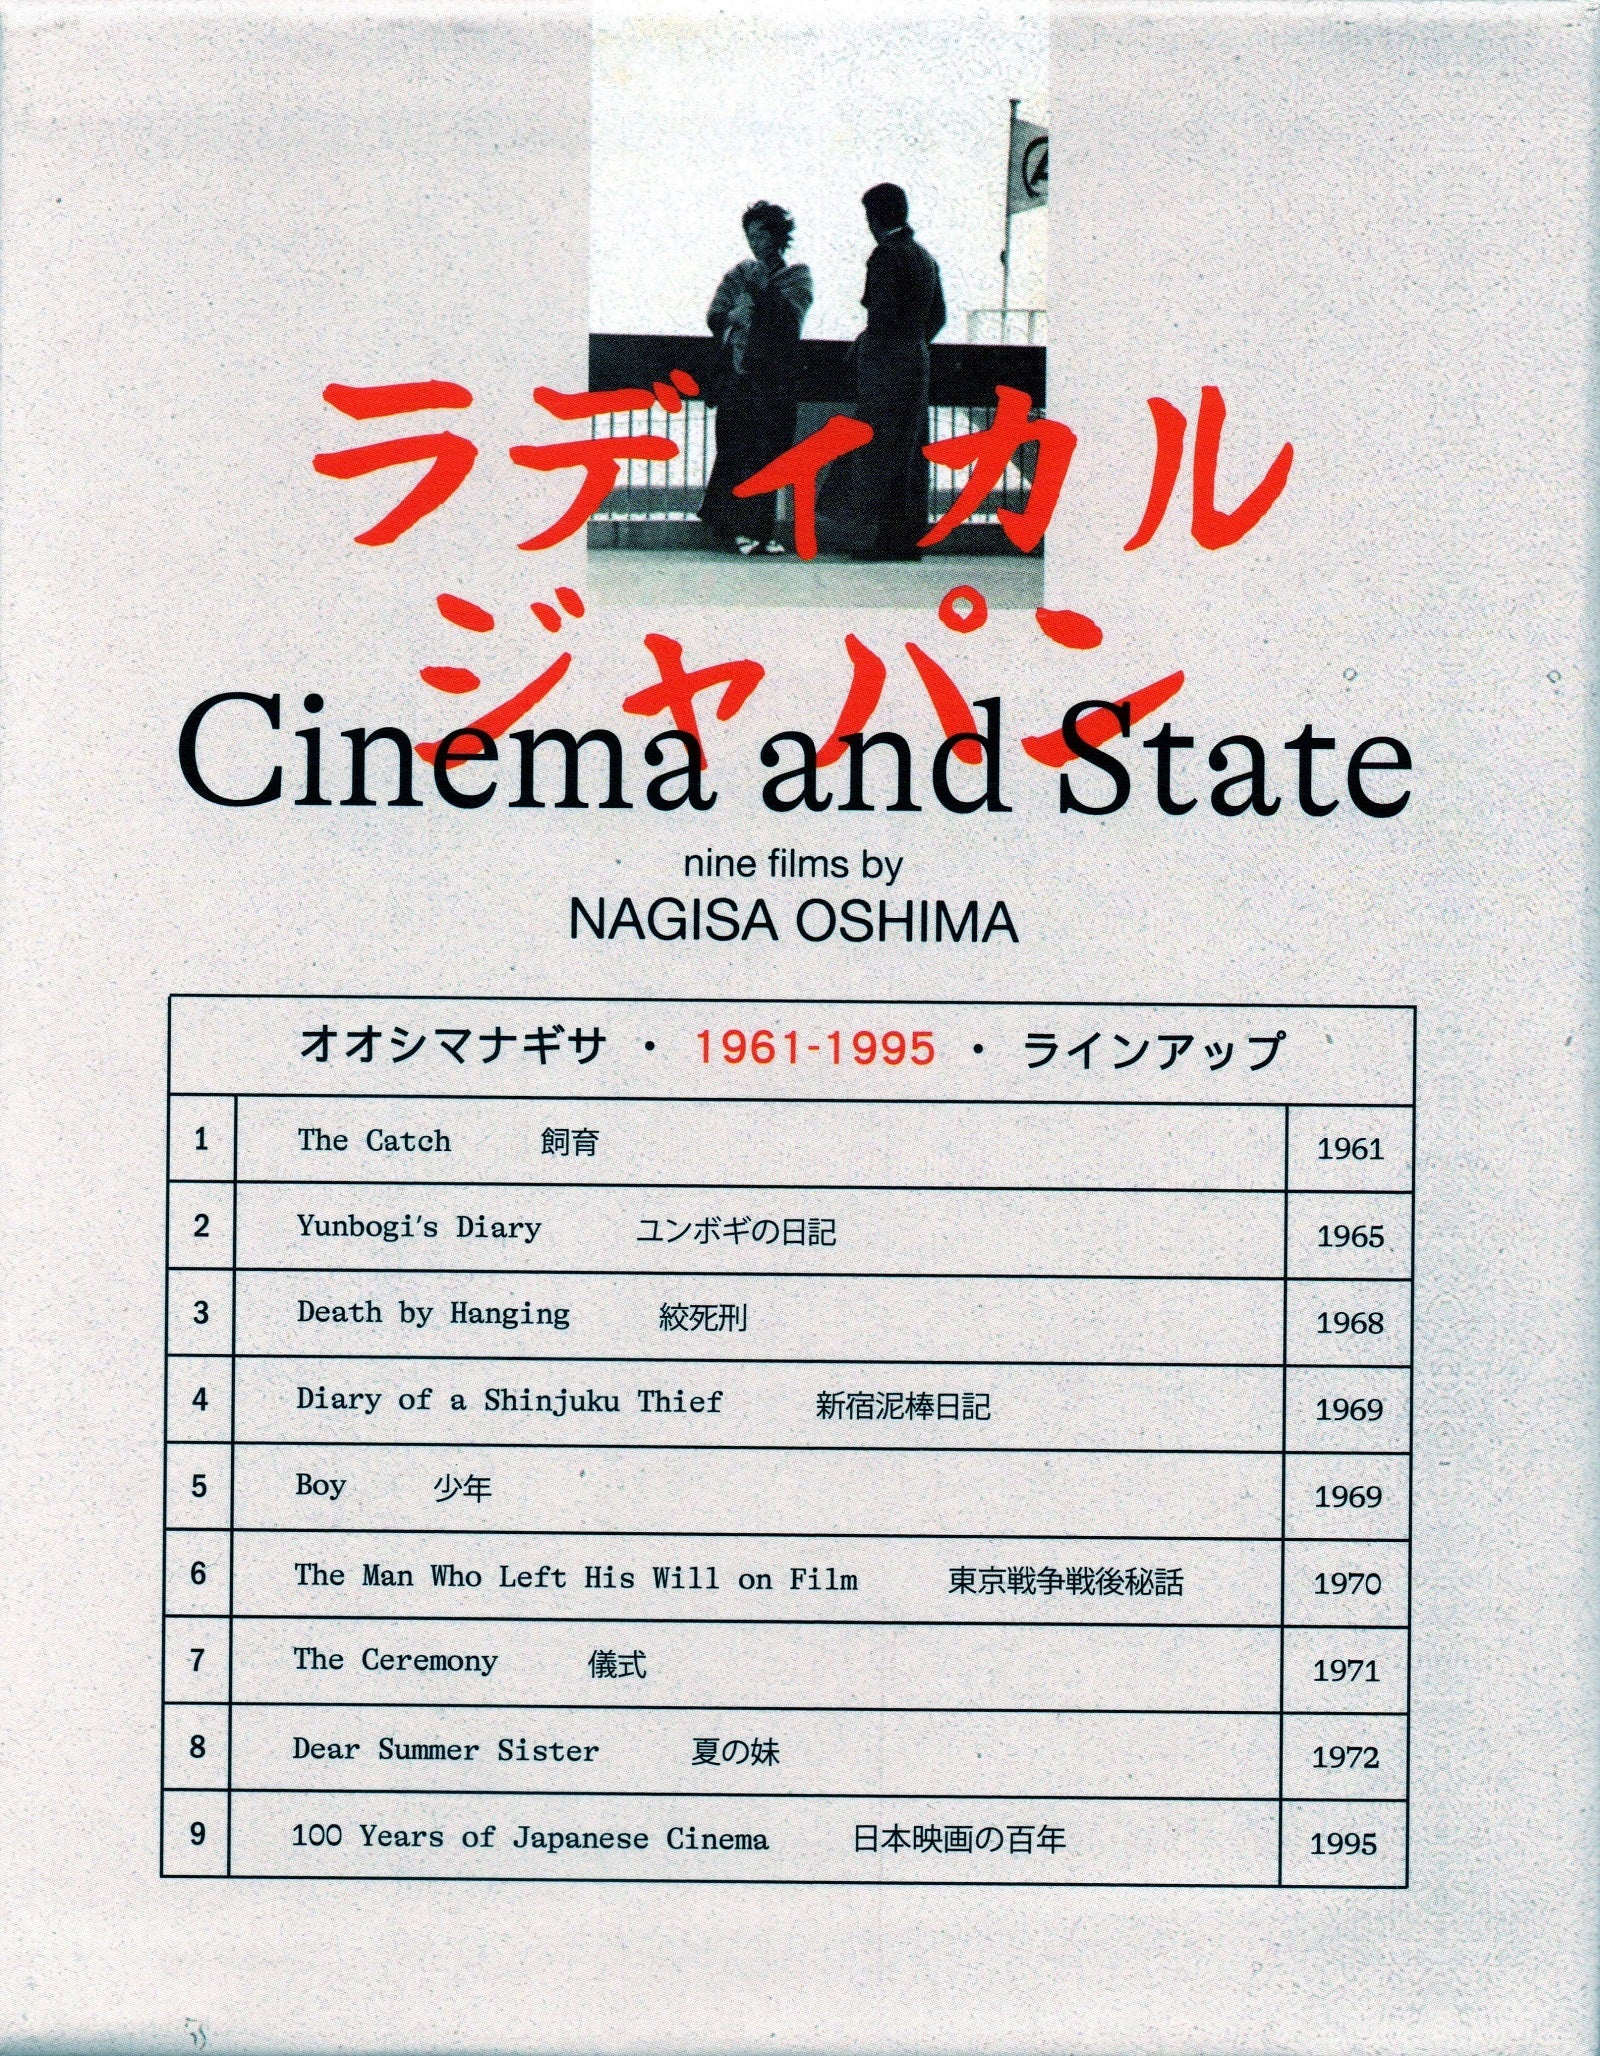 ラディカル
ジャパン
Cinema and State
nine films by
NAGISA OSHIMA
オオシマナギサ ・ 1961-1995 ・ ラインアップ
1 The Catch 飼育 1961
2 Yunbogi's Diary ユンボギの日記 1965
3 Death by Hanging 絞死刑 1968
4 Diary of a Shinjuku Thief 新宿泥棒日記 1969
5 Boy 少年 1969
6 The Man Who Left His Will on Film 東京戦争戦後秘話 1970
7 The Ceremony 儀式 1971
8 Dear Summer Sister 夏の妹 1972
9 100 Years of Japanese Cinema 日本映画の百年 1995